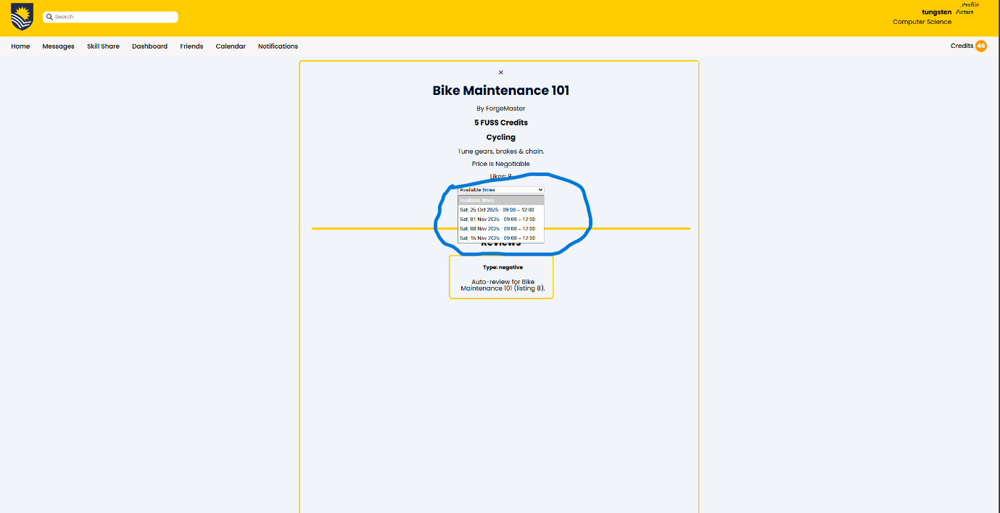 Search
tungsten
Profile
Picture
Computer Science
Home Messages Skill Share Dashboard Friends Calendar Notifications
Credits 46
×
Bike Maintenance 101
By ForgeMaster
5 FUSS Credits
Cycling
Tune gears, brakes & chain.
Price is Negotiable
Likes:
Available times
Available times
Sat, 25 Oct 2025 · 09:00 – 12:00
Sat, 01 Nov 2025 · 09:00 – 12:00
Sat, 08 Nov 2025 · 09:00 – 12:00
Sat, 15 Nov 2025 · 09:00 – 12:00
Reviews
Type: negative
Auto-review for Bike
Maintenance 101 (listing 8).